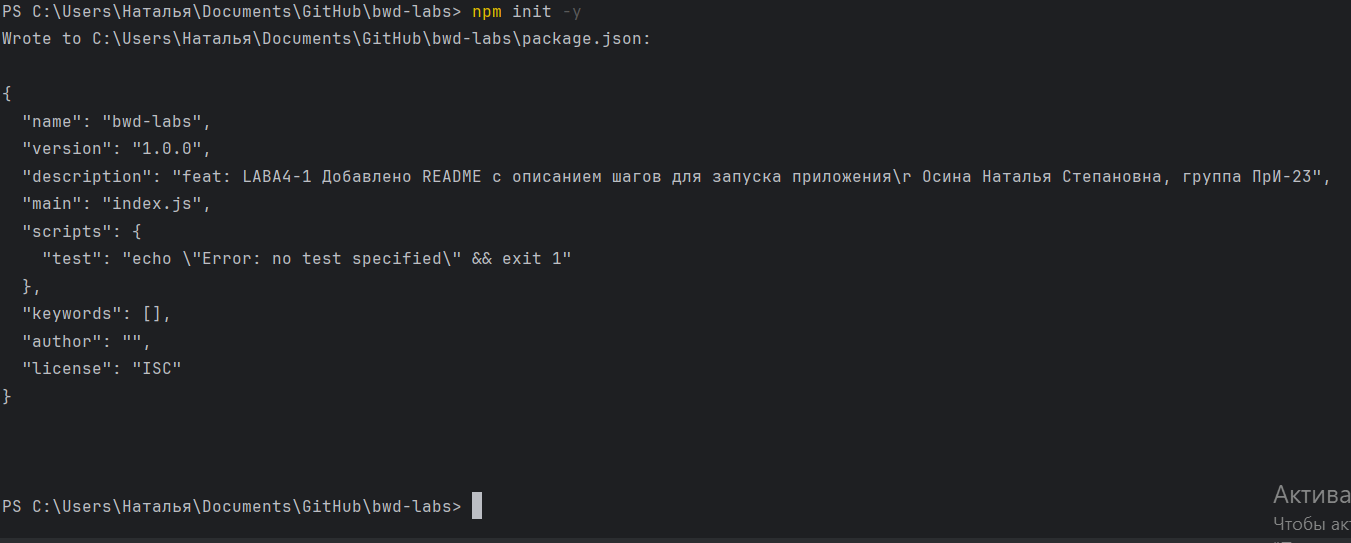 PS C:\Users\Наталья\Documents\GitHub\bwd-labs> npm init -y
Wrote to C:\Users\Наталья\Documents\GitHub\bwd-labs\package.json:
{
"name": "bwd-labs",
"version": "1.0.0",
"description": "feat: LABA4-1 Добавлено README с описанием шагов для запуска приложения\r Осина Наталья Степановна, группа ПрИ-23",
"main": "index.js",
"scripts": {
"test": "echo \"Error: no test specified\" && exit 1"
},
"keywords": [],
"author": "",
"license": "ISC"
}
PS C:\Users\Наталья\Documents\GitHub\bwd-labs>
Чтобы